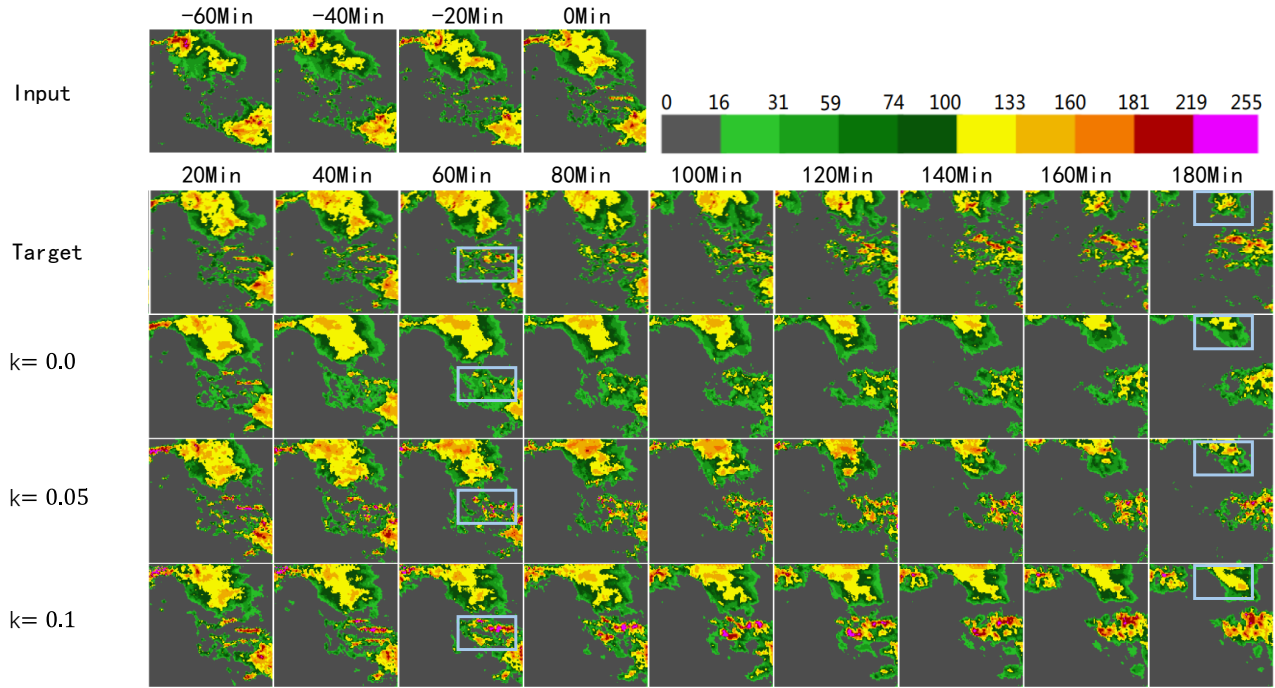 -60Min -40Min -20Min 0Min
Input
0 16 31 59 74 100 133 160 181 219 255
20Min 40Min 60Min 80Min 100Min 120Min 140Min 160Min 180Min
Target
k= 0.0
k= 0.05
k= 0.1